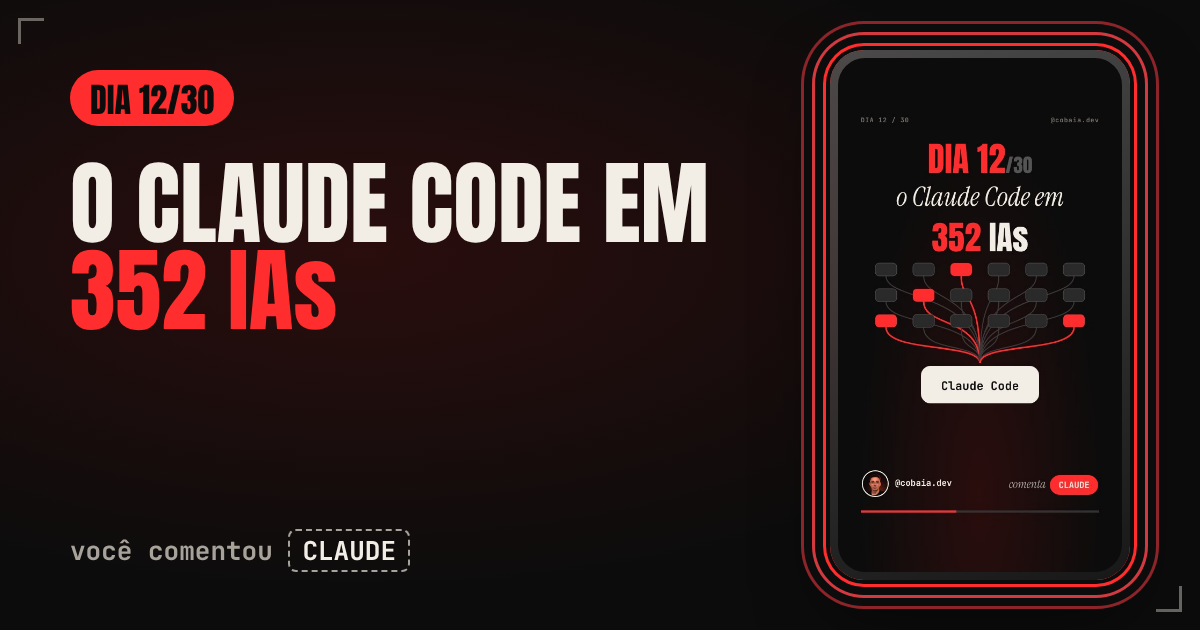 DIA 12/30
O CLAUDE CODE EM
352 IAs
você comentou CLAUDE
DIA 12 / 30 @cobaia.dev
DIA 12/30
o Claude Code em
352 IAs
Claude Code
@cobaia.dev comenta CLAUDE